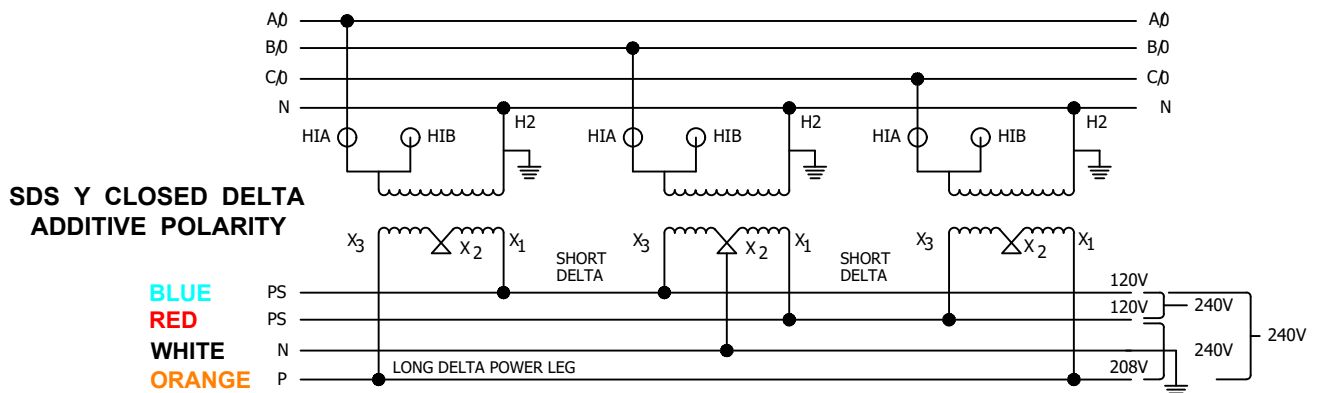 A/0 A/0
B/0 B/0
C/0 C/0
N N
HIA HIB H2 HIA HIB H2 HIA HIB H2
SDS Y CLOSED DELTA
ADDITIVE POLARITY
X3 X2 X1 X3 X2 X1 X3 X2 X1
SHORT
DELTA
SHORT
DELTA
BLUE PS 120V
RED PS 120V 240V
240V
WHITE N 240V
ORANGE P LONG DELTA POWER LEG 208V